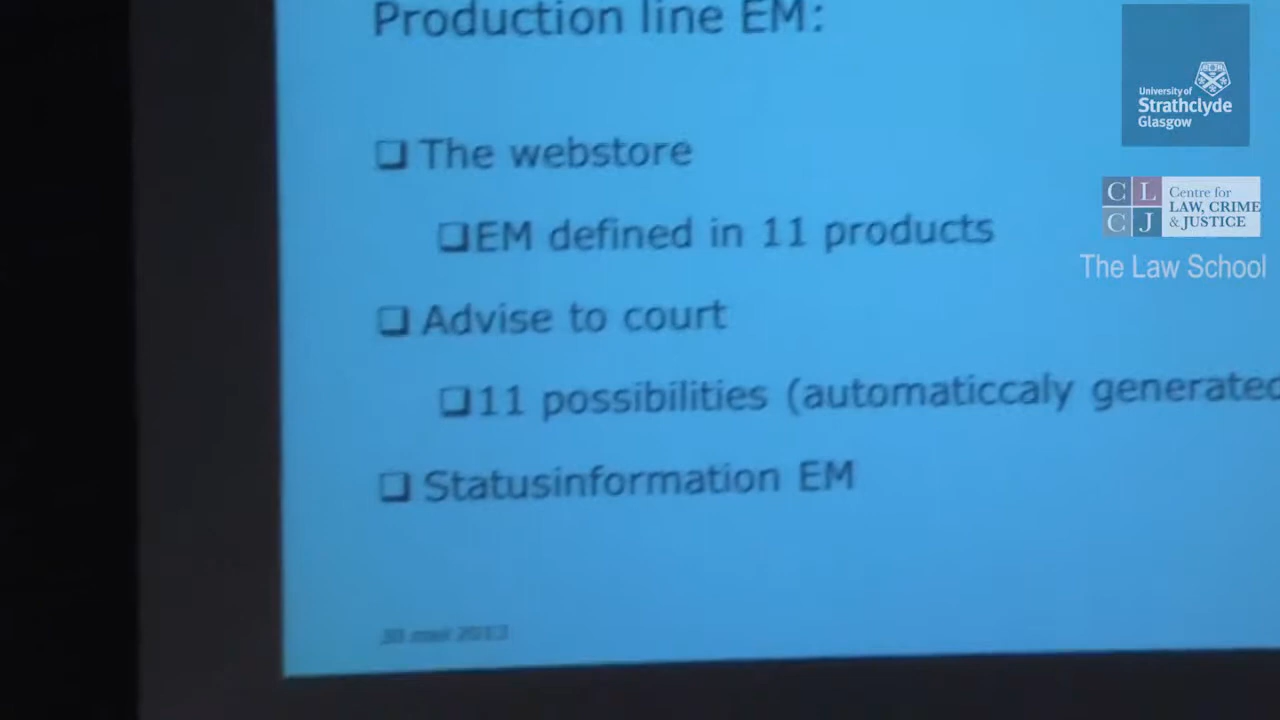 Production line EM:
❑ The webstore
❑EM defined in 11 products
❑ Advise to court
❑11 possibilities (automaticcaly generated
❑ Statusinformation EM
2013
University of
Strathclyde
Glasgow
C L
C J
Centre for
LAW, CRIME
& JUSTICE
The Law School